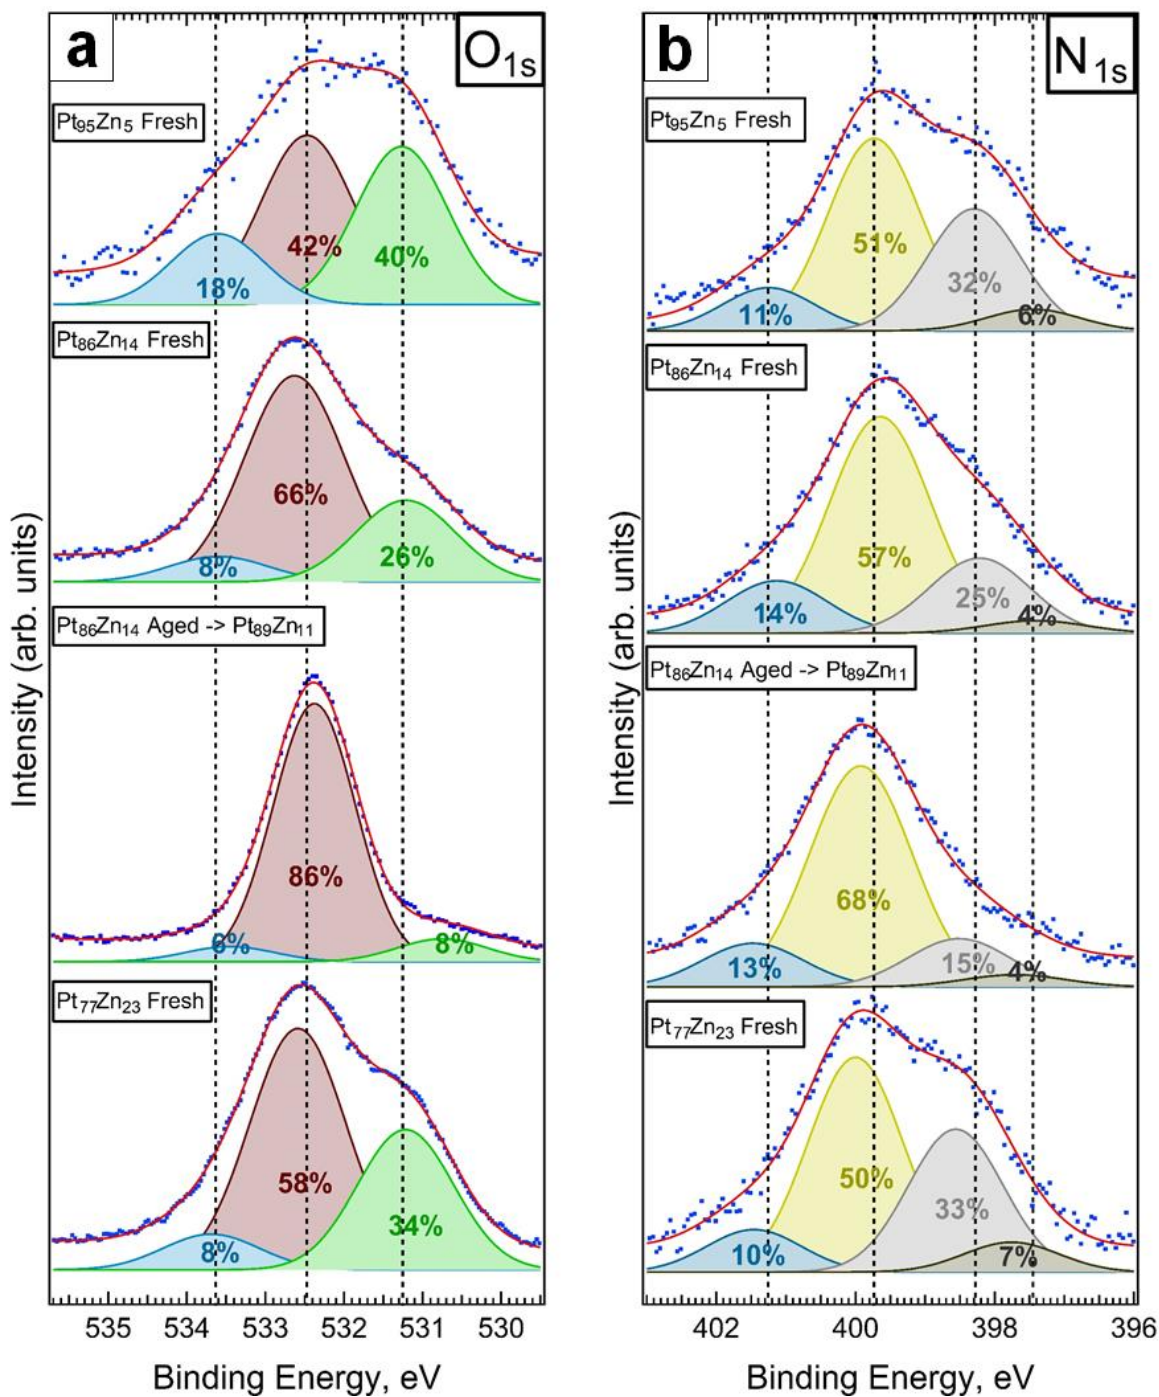 a
O1s
Pt95Zn5 Fresh
18%
42%
40%
Pt86Zn14 Fresh
8%
66%
26%
Pt86Zn14 Aged -> Pt89Zn11
6%
86%
8%
Pt77Zn23 Fresh
8%
58%
34%
Intensity (arb. units)
535 534 533 532 531 530
Binding Energy, eV
b
N1s
Pt95Zn5 Fresh
11%
51%
32%
6%
Pt86Zn14 Fresh
14%
57%
25%
4%
Pt86Zn14 Aged -> Pt89Zn11
13%
68%
15%
4%
Pt77Zn23 Fresh
10%
50%
33%
7%
Intensity (arb. units)
402 400 398 396
Binding Energy, eV